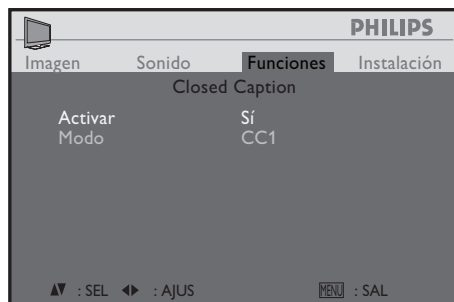 PHILIPS
Imagen Sonido Funciones Instalación
Closed Caption
Activar Sí
Modo CC1
: SEL : AJUS MENU : SAL